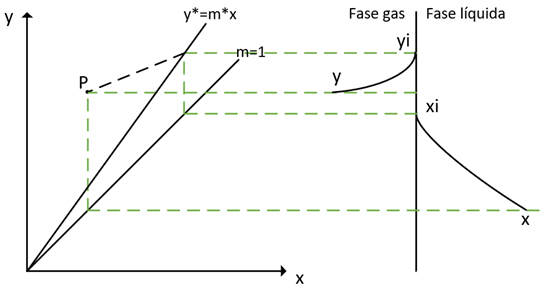 y
y*=m*x
m=1
P
x
Fase gas
Fase líquida
yi
y
xi
x